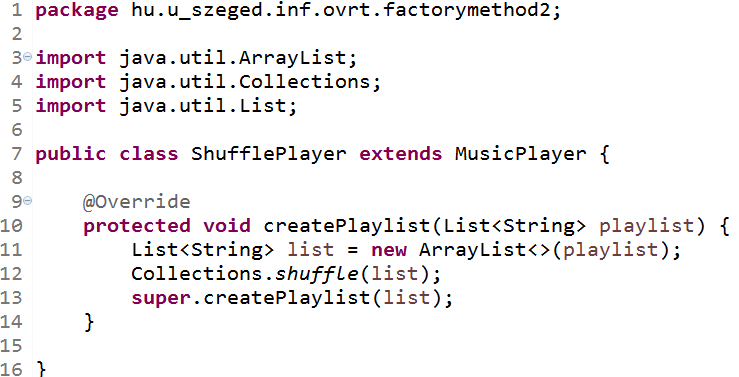 1 package hu.u_szeged.inf.ovrt.factorymethod2;
2
3 import java.util.ArrayList;
4 import java.util.Collections;
5 import java.util.List;
6
7 public class ShufflePlayer extends MusicPlayer {
8
9     @Override
10     protected void createPlaylist(List<String> playlist) {
11         List<String> list = new ArrayList<>(playlist);
12         Collections.shuffle(list);
13         super.createPlaylist(list);
14     }
15
16 }